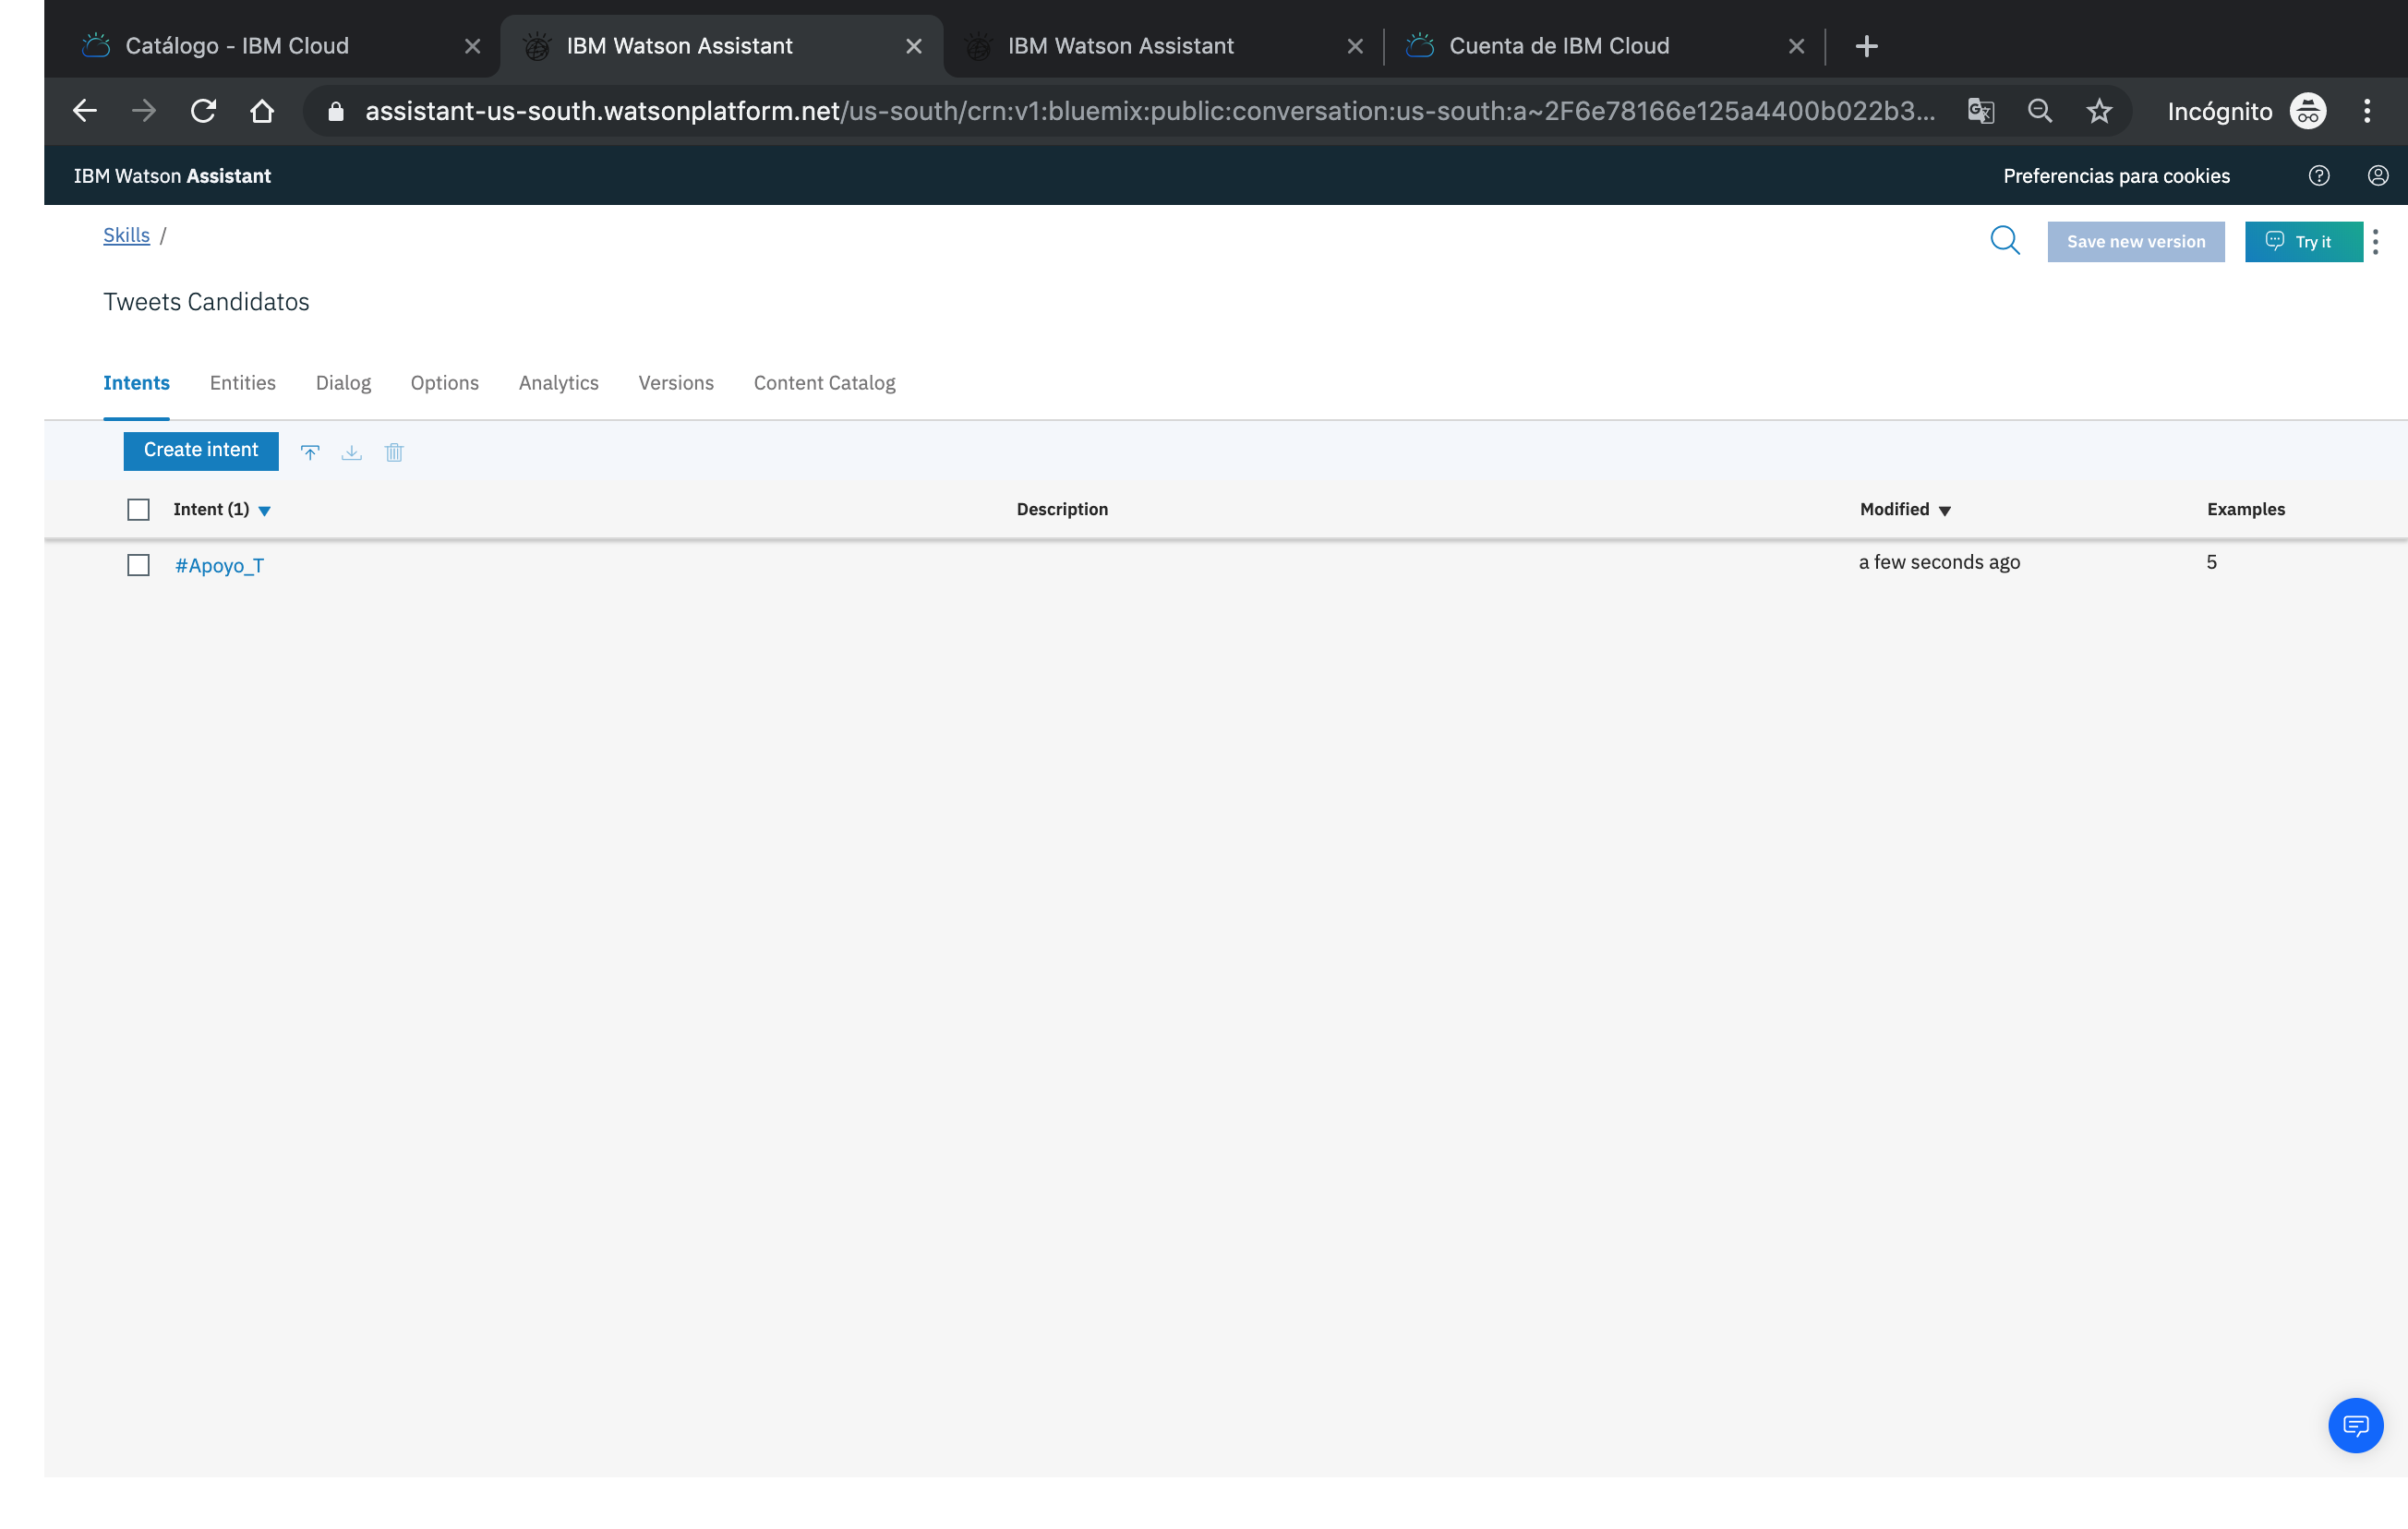 Catálogo - IBM Cloud
IBM Watson Assistant
IBM Watson Assistant
Cuenta de IBM Cloud
assistant-us-south.watsonplatform.net/us-south/crn:v1:bluemix:public:conversation:us-south:a~2F6e78166e125a4400b022b3...
Incógnito
IBM Watson Assistant
Preferencias para cookies
Skills /
Save new version
Try it
Tweets Candidatos
Intents Entities Dialog Options Analytics Versions Content Catalog
Create intent
Intent (1) Description Modified Examples
#Apoyo_T a few seconds ago 5